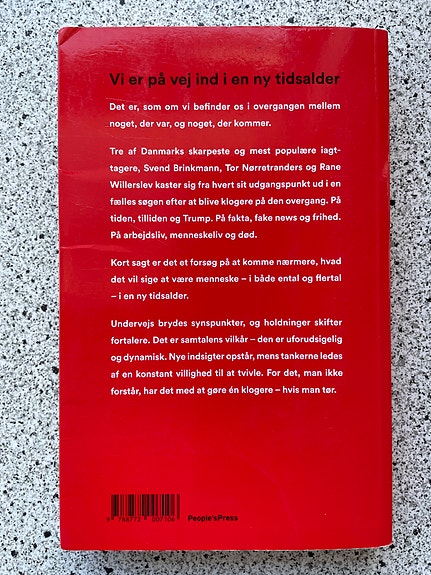 Vi er på vej ind i en ny tidsalder
Det er, som om vi befinder os i overgangen mellem
noget, der var, og noget, der kommer.
Tre af Danmarks skarpeste og mest populære iagt-
tagere, Svend Brinkmann, Tor Nørretranders og Rane
Willerslev kaster sig fra hvert sit udgangspunkt ud i en
fælles søgen efter at blive klogere på den overgang. På
tiden, tilliden og Trump. På fakta, fake news og frihed.
På arbejdsliv, menneskeliv og død.
Kort sagt er det et forsøg på at komme nærmere, hvad
det vil sige at være menneske – i både ental og flertal
– i en ny tidsalder.
Undervejs brydes synspunkter, og holdninger skifter
fortalere. Det er samtalens vilkår – den er uforudsigelig
og dynamisk. Nye indsigter opstår, mens tankerne ledes
af en konstant villighed til at tvivle. For det, man ikke
forstår, har det med at gøre én klogere – hvis man tør.
9 788772 007106
People'sPress